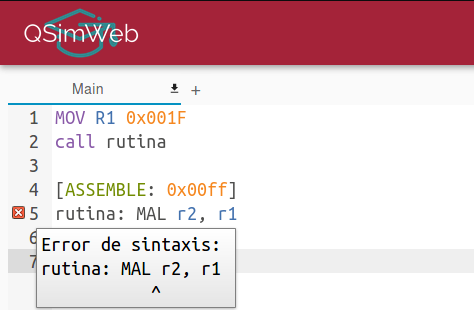 QSimWeb
Main +
1 MOV R1 0x001F
2 call rutina
3
4 [ASSEMBLE: 0x00ff]
5 rutina: MAL r2, r1
6
7
Error de sintaxis:
rutina: MAL r2, r1
^